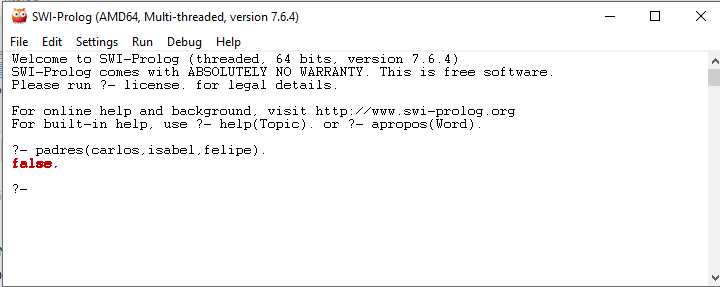 SWI-Prolog (AMD64, Multi-threaded, version 7.6.4)
File Edit Settings Run Debug Help
Welcome to SWI-Prolog (threaded, 64 bits, version 7.6.4)
SWI-Prolog comes with ABSOLUTELY NO WARRANTY. This is free software.
Please run ?- license. for legal details.
For online help and background, visit http://www.swi-prolog.org
For built-in help, use ?- help(Topic). or ?- apropos(Word).
?- padres(carlos,isabel,felipe).
false.
?-